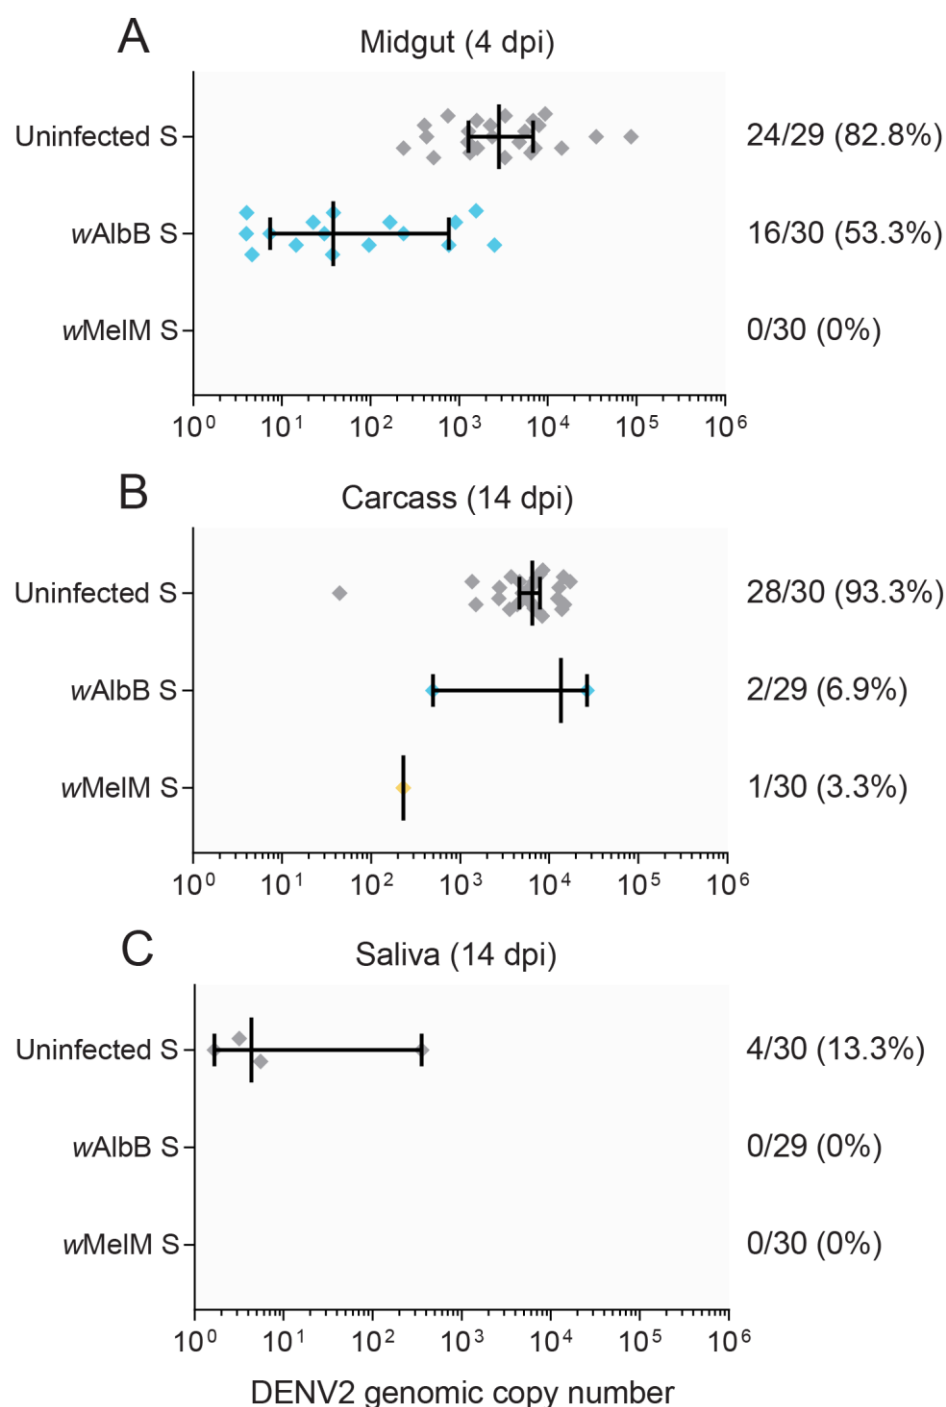 A
Midgut (4 dpi)
Uninfected S
24/29 (82.8%)
wAlbB S
16/30 (53.3%)
wMelM S
0/30 (0%)
10⁰ 10¹ 10² 10³ 10⁴ 10⁵ 10⁶
B
Carcass (14 dpi)
Uninfected S
28/30 (93.3%)
wAlbB S
2/29 (6.9%)
wMelM S
1/30 (3.3%)
10⁰ 10¹ 10² 10³ 10⁴ 10⁵ 10⁶
C
Saliva (14 dpi)
Uninfected S
4/30 (13.3%)
wAlbB S
0/29 (0%)
wMelM S
0/30 (0%)
10⁰ 10¹ 10² 10³ 10⁴ 10⁵ 10⁶
DENV2 genomic copy number